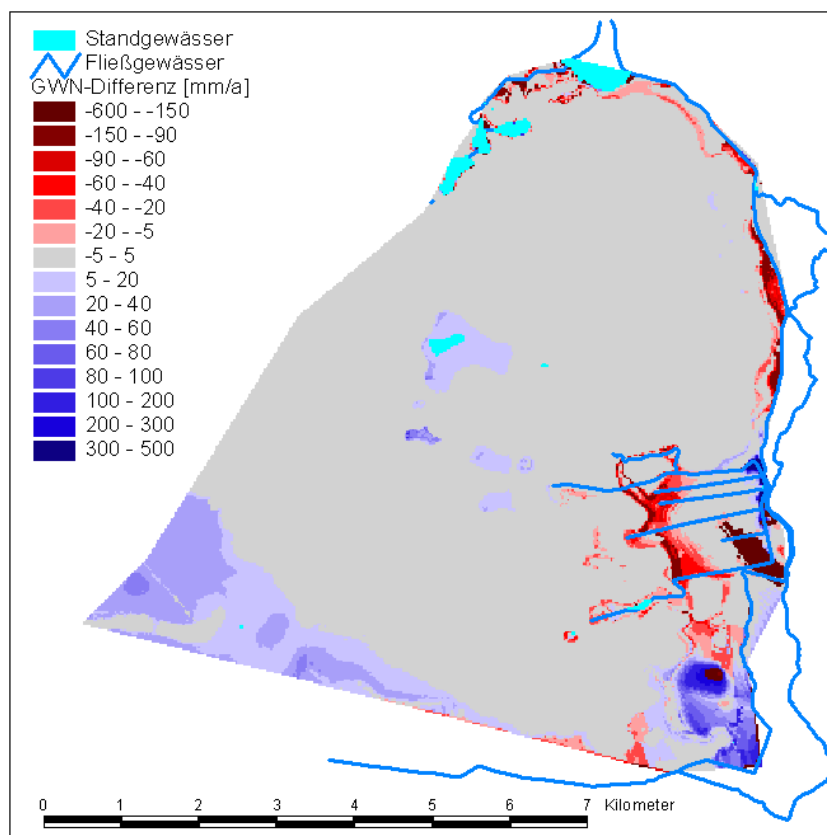 Standgewässer
Fließgewässer
GWN-Differenz [mm/a]
-600 - -150
-150 - -90
-90 - -60
-60 - -40
-40 - -20
-20 - -5
-5 - 5
5 - 20
20 - 40
40 - 60
60 - 80
80 - 100
100 - 200
200 - 300
300 - 500
0 1 2 3 4 5 6 7 Kilometer